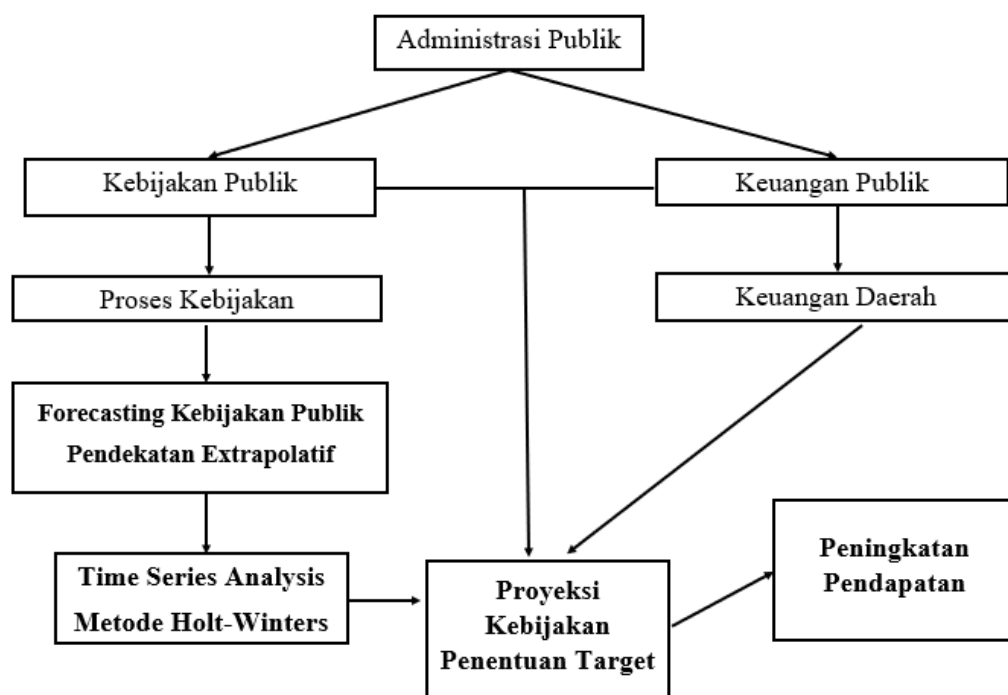 Administrasi Publik
Kebijakan Publik
Keuangan Publik
Proses Kebijakan
Keuangan Daerah
Forecasting Kebijakan Publik
Pendekatan Extrapolatif
Time Series Analysis
Metode Holt-Winters
Proyeksi
Kebijakan
Penentuan Target
Peningkatan
Pendapatan